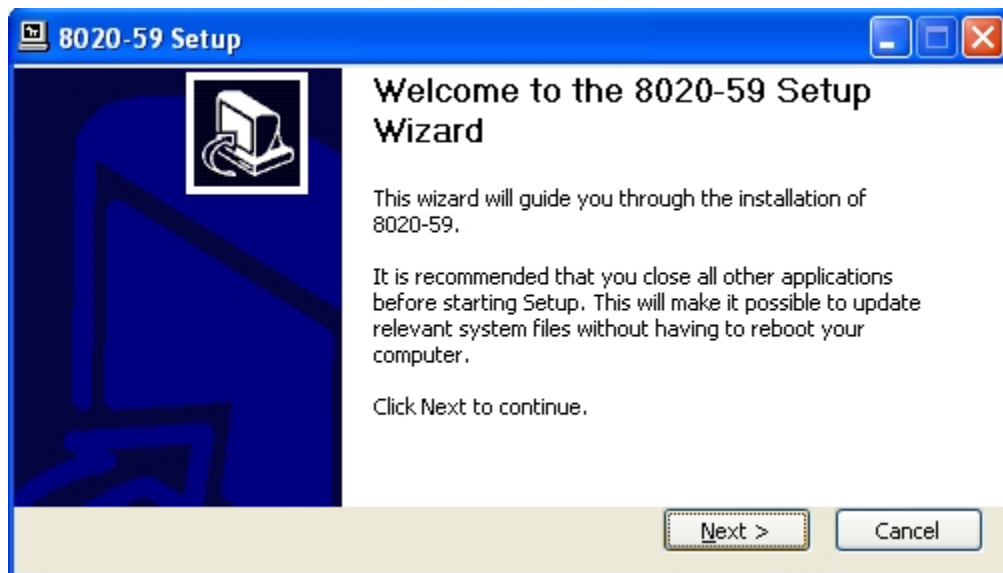 8020-59 Setup
Welcome to the 8020-59 Setup
Wizard
This wizard will guide you through the installation of
8020-59.
It is recommended that you close all other applications
before starting Setup. This will make it possible to update
relevant system files without having to reboot your
computer.
Click Next to continue.
Next >
Cancel